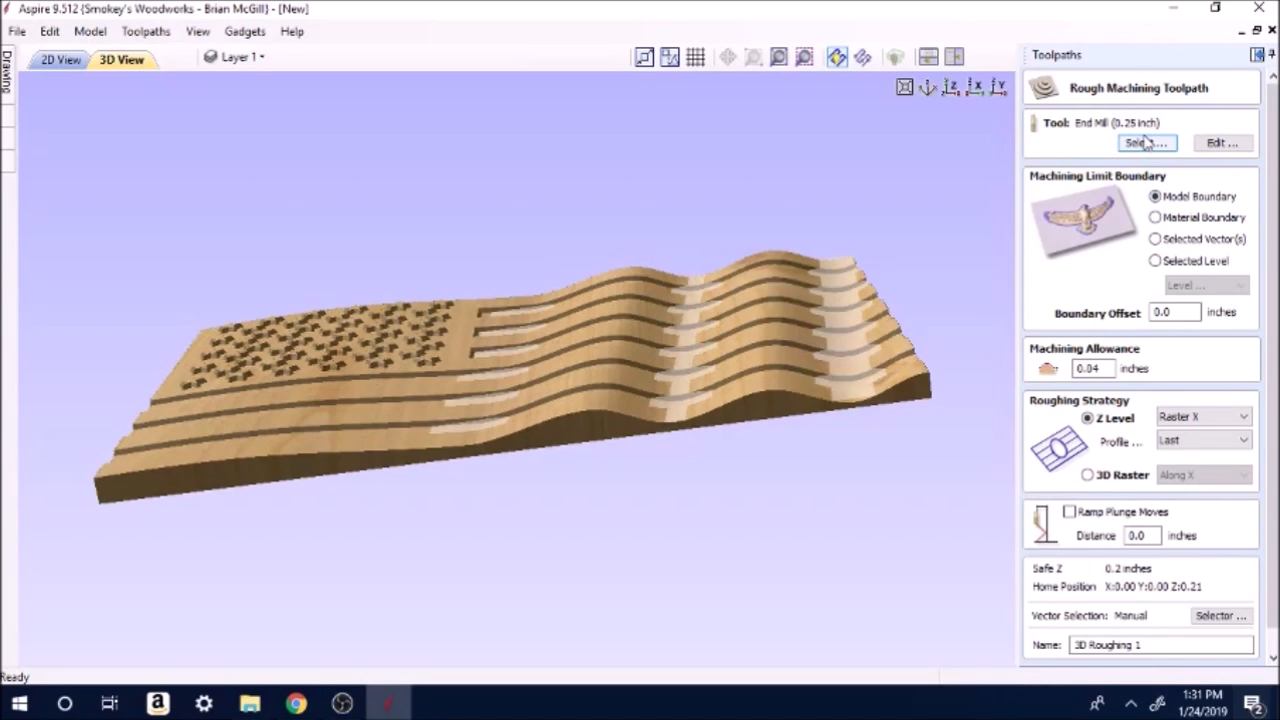 Aspire 9.512 {Smokey's Woodworks - Brian McGill} - [New]
File Edit Model Toolpaths View Gadgets Help
2D View 3D View Layer 1
Drawing
Toolpaths
Rough Machining Toolpath
Tool: End Mill (0.25 inch)
Edit ...
Machining Limit Boundary
Model Boundary
Material Boundary
Selected Vector(s)
Selected Level
Level ...
Boundary Offset 0.0 inches
Machining Allowance
0.04 inches
Roughing Strategy
Z Level Raster X
Profile ... Last
3D Raster Along X
Ramp Plunge Moves
Distance 0.0 inches
Safe Z 0.2 inches
Home Position X:0.00 Y:0.00 Z:0.21
Vector Selection: Manual Selector ...
Name: 3D Roughing 1
Ready
1:31 PM
1/24/2019
2